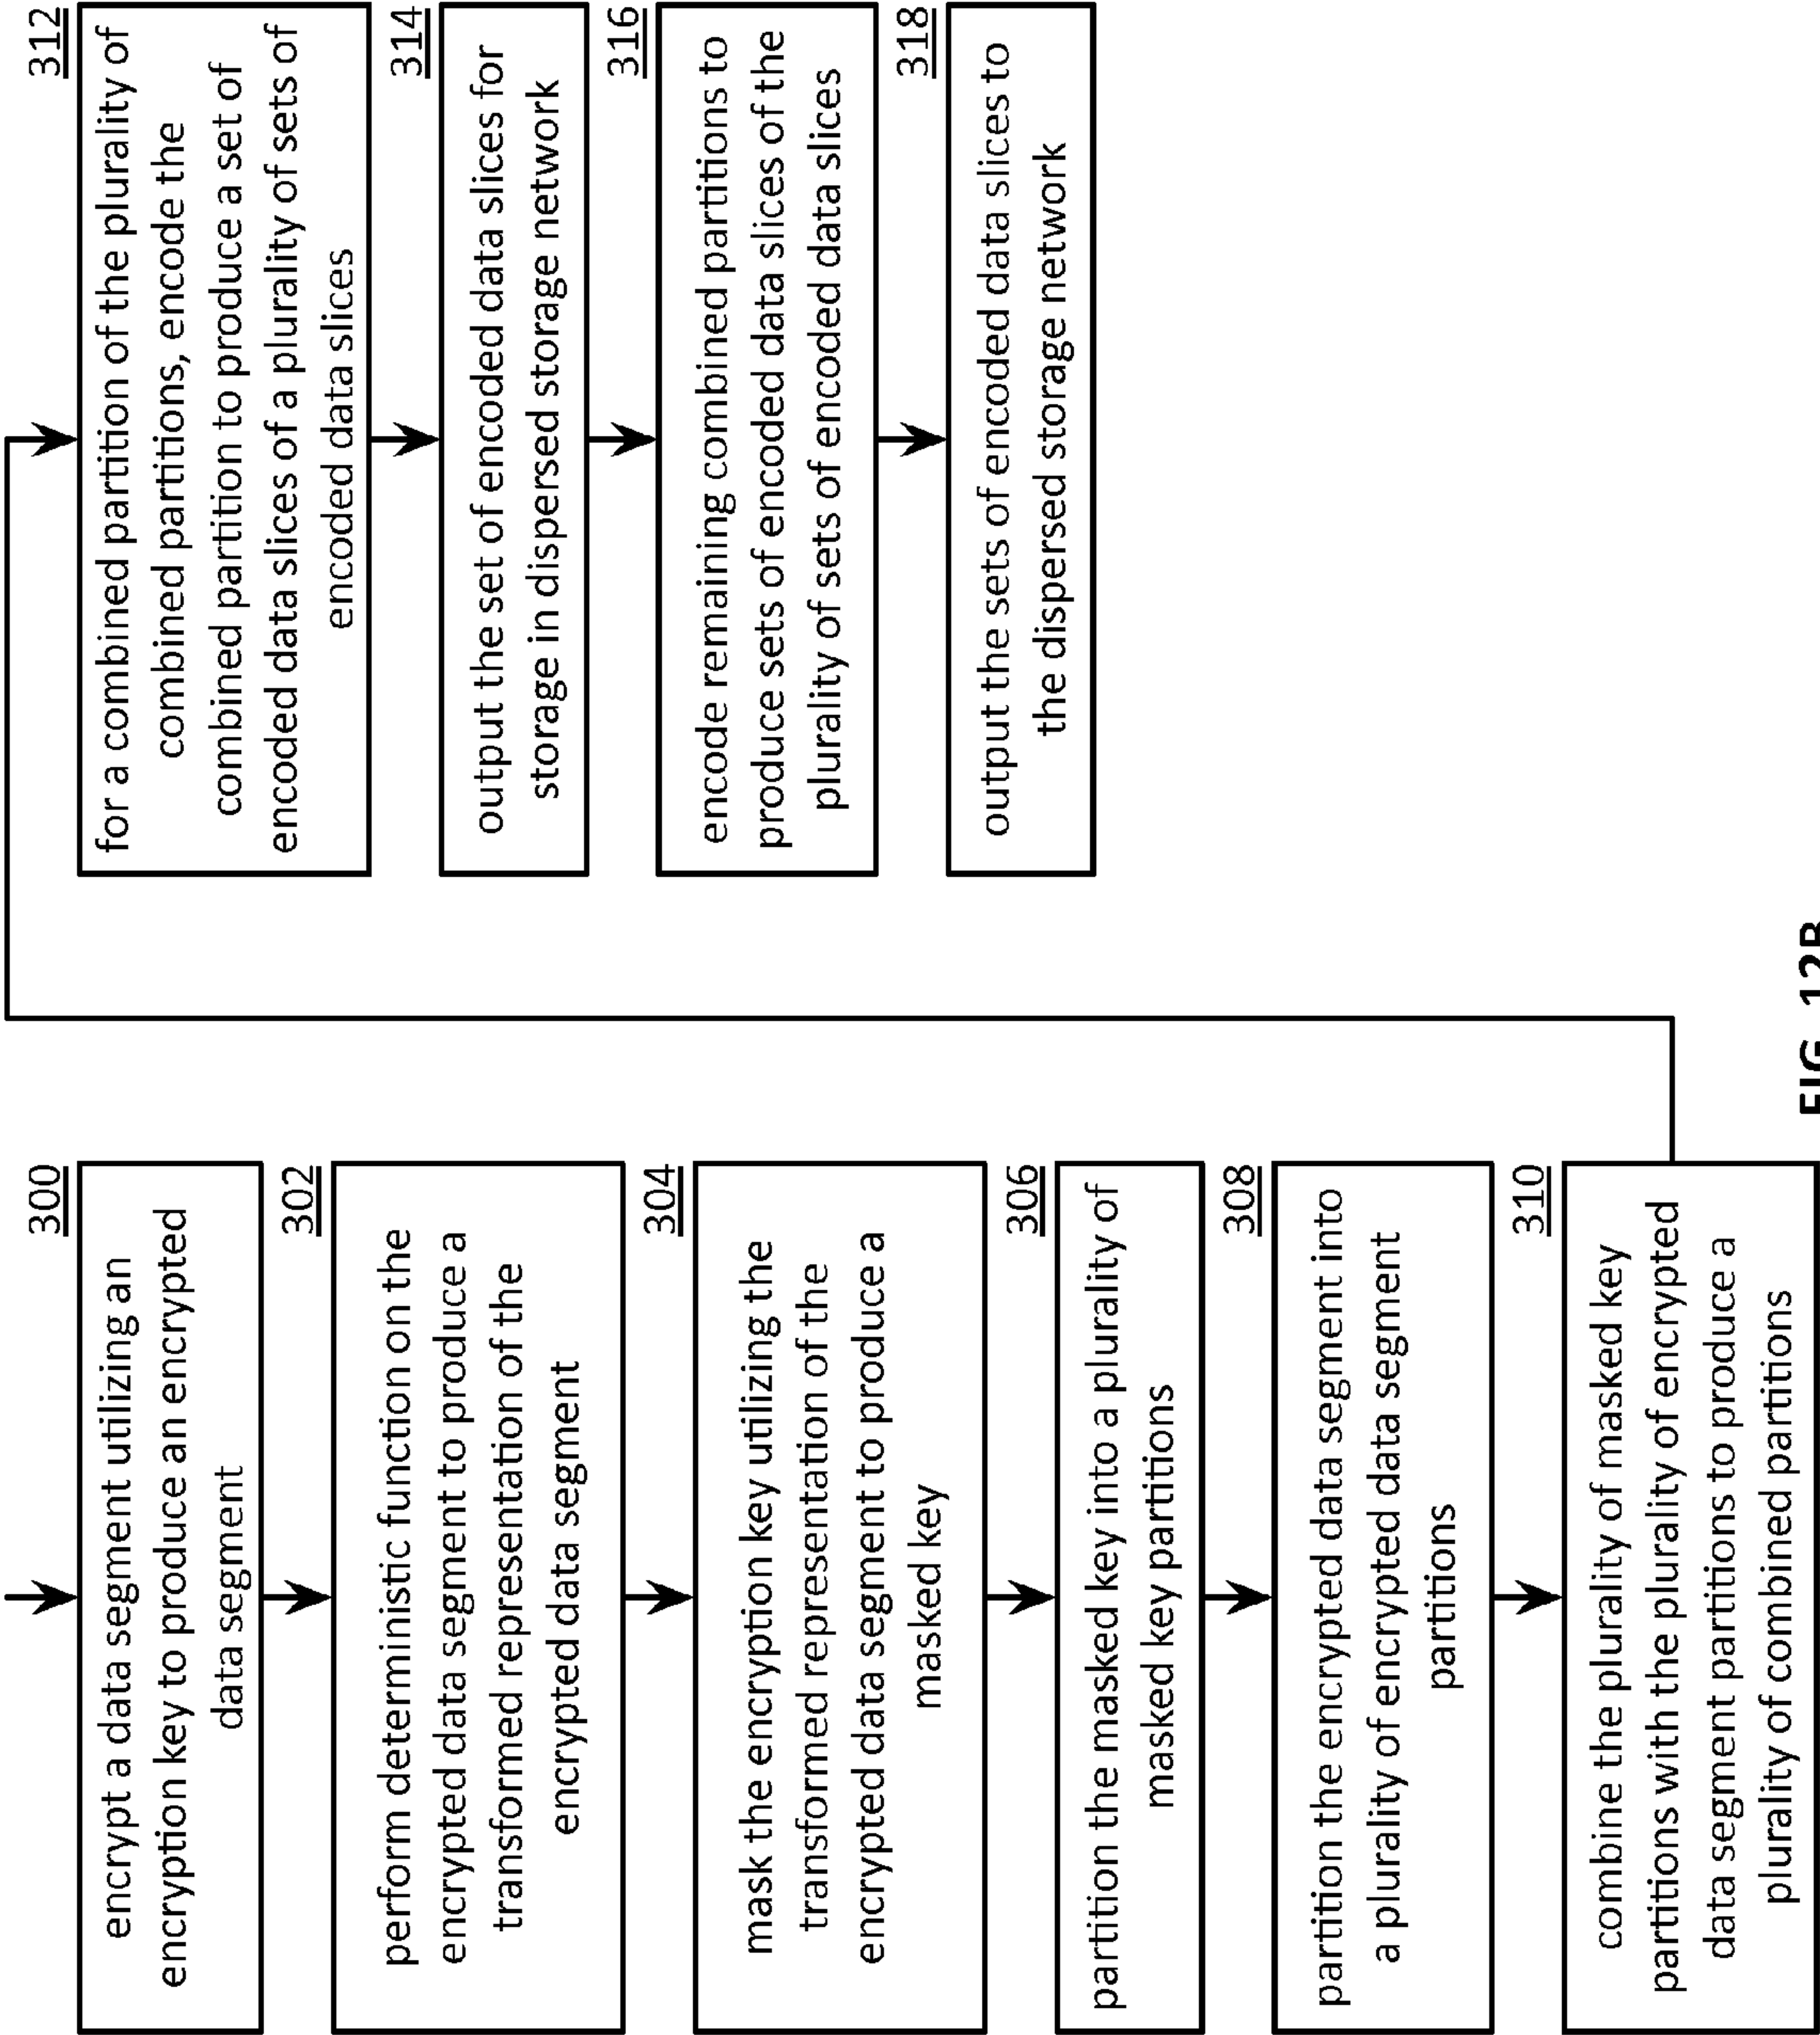 300
encrypt a data segment utilizing an
encryption key to produce an encrypted
data segment
302
perform deterministic function on the
encrypted data segment to produce a
transformed representation of the
encrypted data segment
304
mask the encryption key utilizing the
transformed representation of the
encrypted data segment to produce a
masked key
306
partition the masked key into a plurality of
masked key partitions
308
partition the encrypted data segment into
a plurality of encrypted data segment
partitions
310
combine the plurality of masked key
partitions with the plurality of encrypted
data segment partitions to produce a
plurality of combined partitions
312
for a combined partition of the plurality of
combined partitions, encode the
combined partition to produce a set of
encoded data slices of a plurality of sets of
encoded data slices
314
output the set of encoded data slices for
storage in dispersed storage network
316
encode remaining combined partitions to
produce sets of encoded data slices of the
plurality of sets of encoded data slices
318
output the sets of encoded data slices to
the dispersed storage network
FIG. 12B